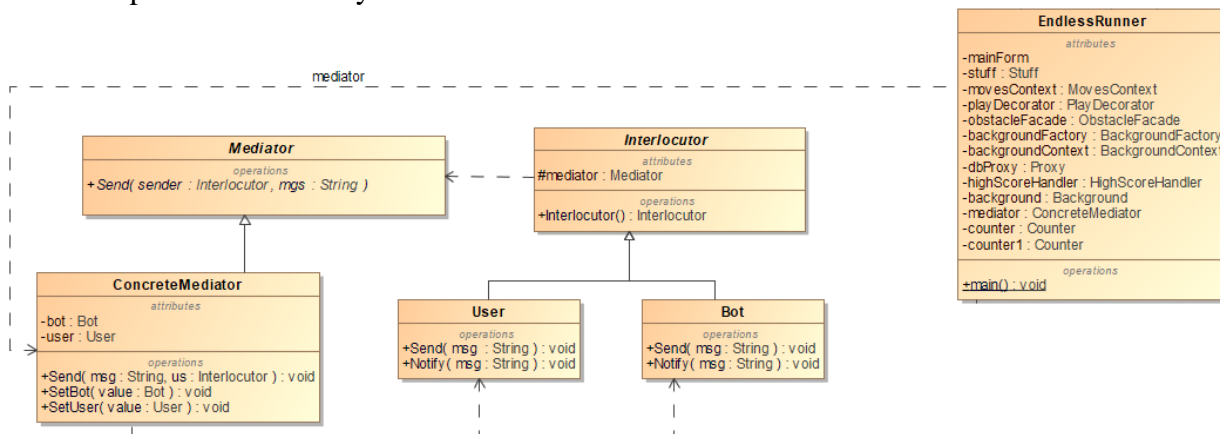 mediator
Mediator
operations
+Send( sender : Interlocutor, mgs : String )
Interlocutor
attributes
#mediator : Mediator
operations
+Interlocutor() : Interlocutor
ConcreteMediator
attributes
-bot : Bot
-user : User
operations
+Send( msg : String, us : Interlocutor ) : void
+SetBot( value : Bot ) : void
+SetUser( value : User ) : void
User
operations
+Send( msg : String ) : void
+Notify( msg : String ) : void
Bot
operations
+Send( msg : String ) : void
+Notify( msg : String ) : void
EndlessRunner
attributes
-mainForm
-stuff : Stuff
-movesContext : MovesContext
-playDecorator : PlayDecorator
-obstacleFacade : ObstacleFacade
-backgroundFactory : BackgroundFactory
-backgroundContext : BackgroundContext
-dbProxy : Proxy
-highScoreHandler : HighScoreHandler
-background : Background
-mediator : ConcreteMediator
-counter : Counter
-counter1 : Counter
operations
+main() : void